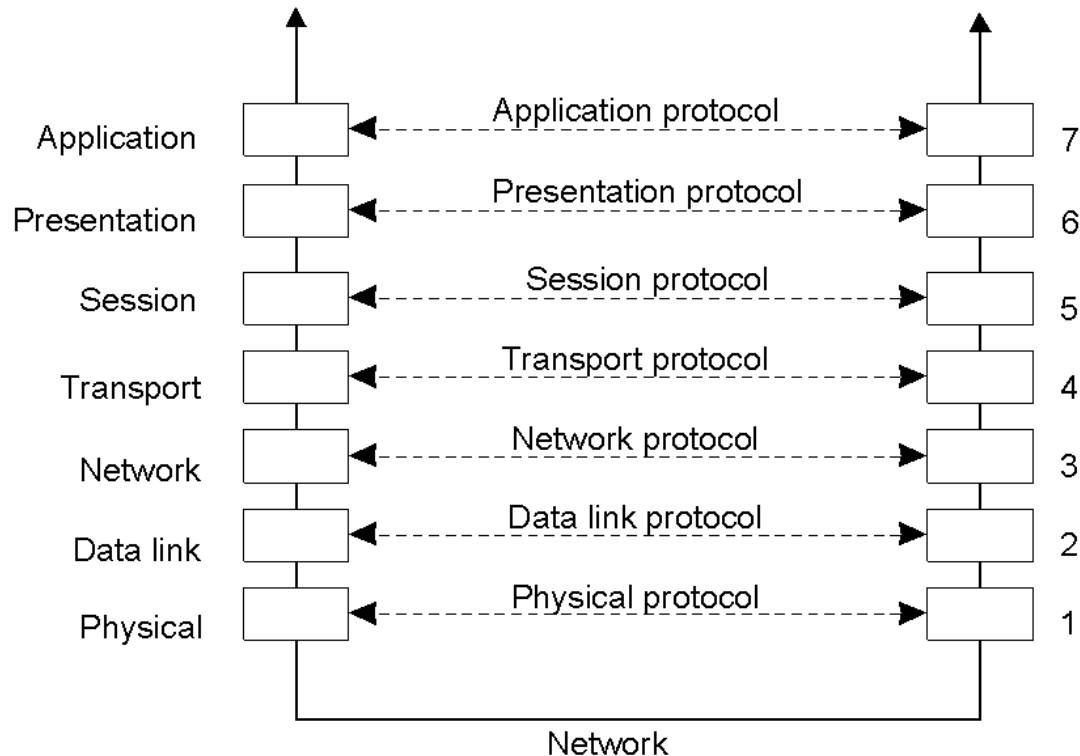 Application protocol
Application
7
Presentation protocol
Presentation
6
Session protocol
Session
5
Transport protocol
Transport
4
Network protocol
Network
3
Data link protocol
Data link
2
Physical protocol
Physical
1
Network